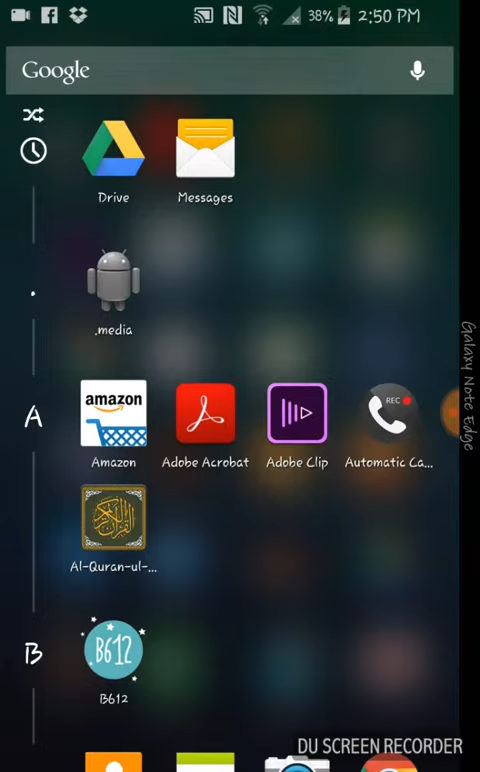 38% 2:50 PM
Google
Drive
Messages
.
.media
A
amazon
REC
Amazon
Adobe Acrobat
Adobe Clip
Automatic Ca...
Al-Quran-ul-...
B
B612
B612
Galaxy Note Edge
DU SCREEN RECORDER